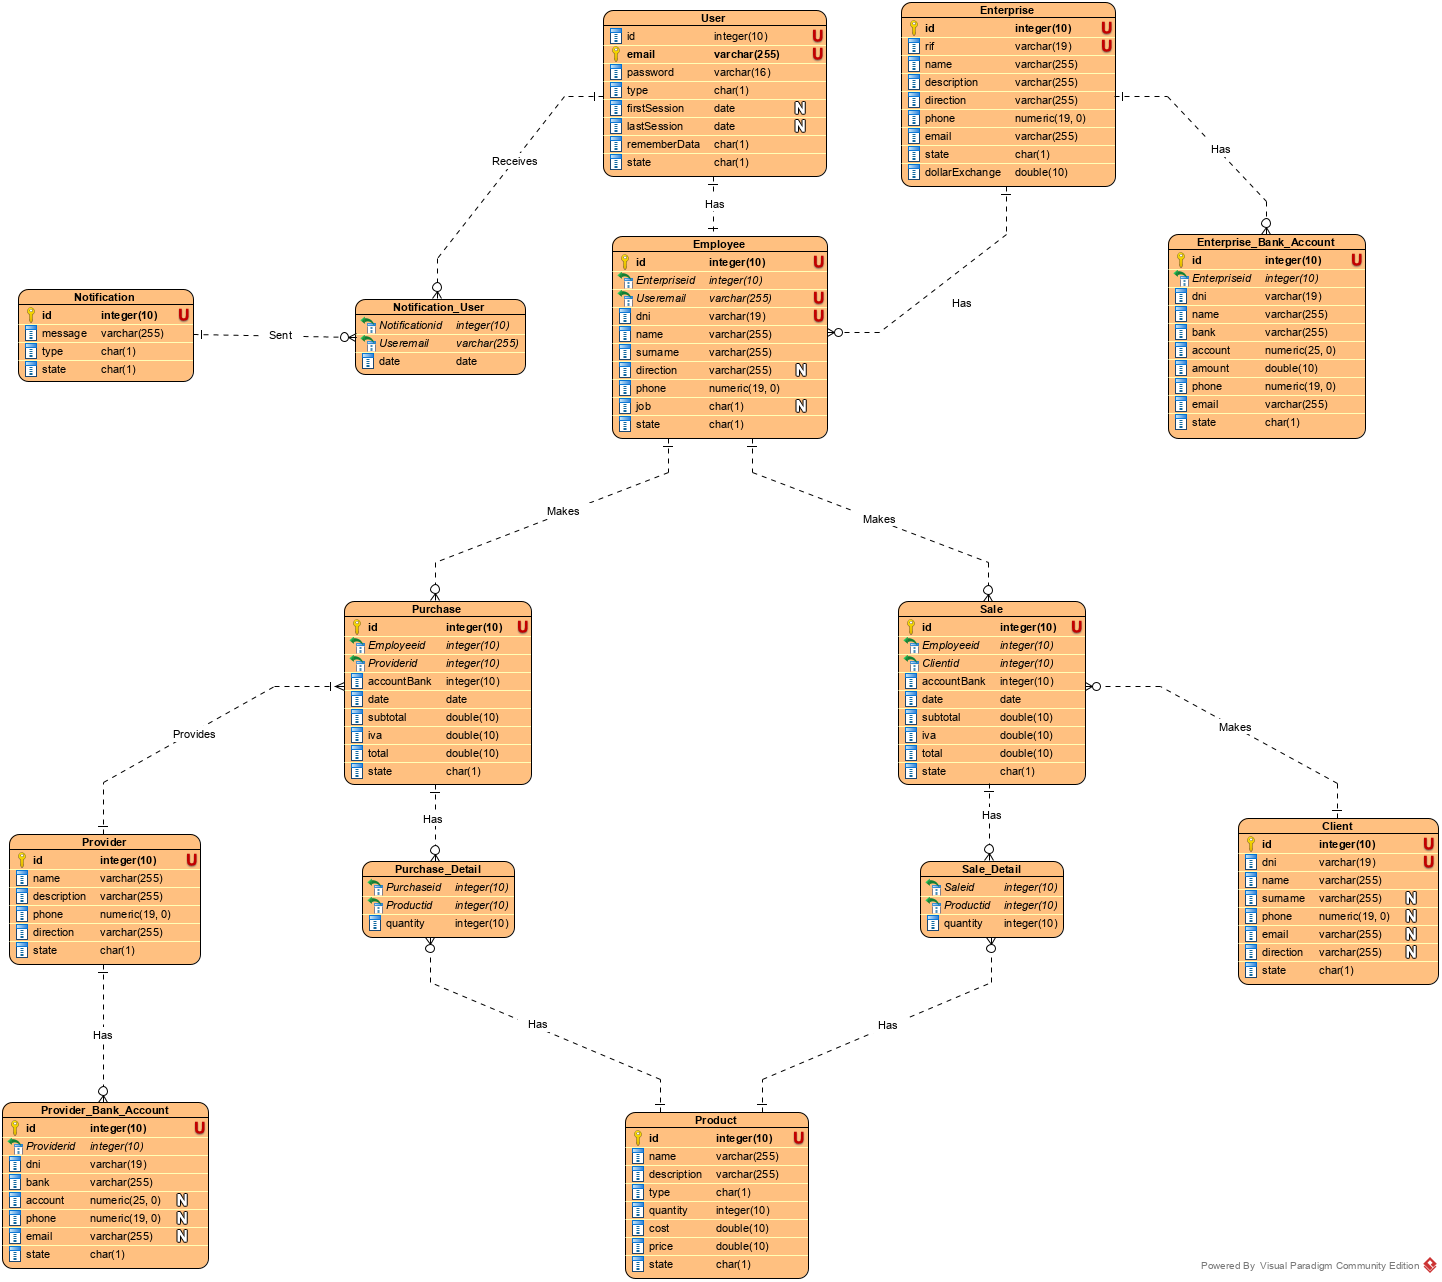 User
id integer(10) U
email varchar(255) U
password varchar(16)
type char(1)
firstSession date N
lastSession date N
rememberData char(1)
state char(1)
Enterprise
id integer(10) U
rif varchar(19) U
name varchar(255)
description varchar(255)
direction varchar(255)
phone numeric(19, 0)
email varchar(255)
state char(1)
dollarExchange double(10)
Receives
Has
Has
Has
Employee
id integer(10) U
Enterpriseid integer(10)
Useremail varchar(255) U
dni varchar(19) U
name varchar(255)
surname varchar(255)
direction varchar(255) N
phone numeric(19, 0)
job char(1) N
state char(1)
Enterprise_Bank_Account
id integer(10) U
Enterpriseid integer(10)
dni varchar(19)
name varchar(255)
bank varchar(255)
account numeric(25, 0)
amount double(10)
phone numeric(19, 0)
email varchar(255)
state char(1)
Notification
id integer(10) U
message varchar(255)
type char(1)
state char(1)
Sent
Notification_User
Notificationid integer(10)
Useremail varchar(255)
date date
Makes
Makes
Purchase
id integer(10) U
Employeeid integer(10)
Providerid integer(10)
accountBank integer(10)
date date
subtotal double(10)
iva double(10)
total double(10)
state char(1)
Sale
id integer(10) U
Employeeid integer(10)
Clientid integer(10)
accountBank integer(10)
date date
subtotal double(10)
iva double(10)
total double(10)
state char(1)
Provides
Makes
Has
Has
Provider
id integer(10) U
name varchar(255)
description varchar(255)
phone numeric(19, 0)
direction varchar(255)
state char(1)
Purchase_Detail
Purchaseid integer(10)
Productid integer(10)
quantity integer(10)
Sale_Detail
Saleid integer(10)
Productid integer(10)
quantity integer(10)
Client
id integer(10) U
dni varchar(19) U
name varchar(255)
surname varchar(255) N
phone numeric(19, 0) N
email varchar(255) N
direction varchar(255) N
state char(1)
Has
Has
Has
Provider_Bank_Account
id integer(10) U
Providerid integer(10)
dni varchar(19)
bank varchar(255)
account numeric(25, 0) N
phone numeric(19, 0) N
email varchar(255) N
state char(1)
Product
id integer(10) U
name varchar(255)
description varchar(255)
type char(1)
quantity integer(10)
cost double(10)
price double(10)
state char(1)
Powered By Visual Paradigm Community Edition